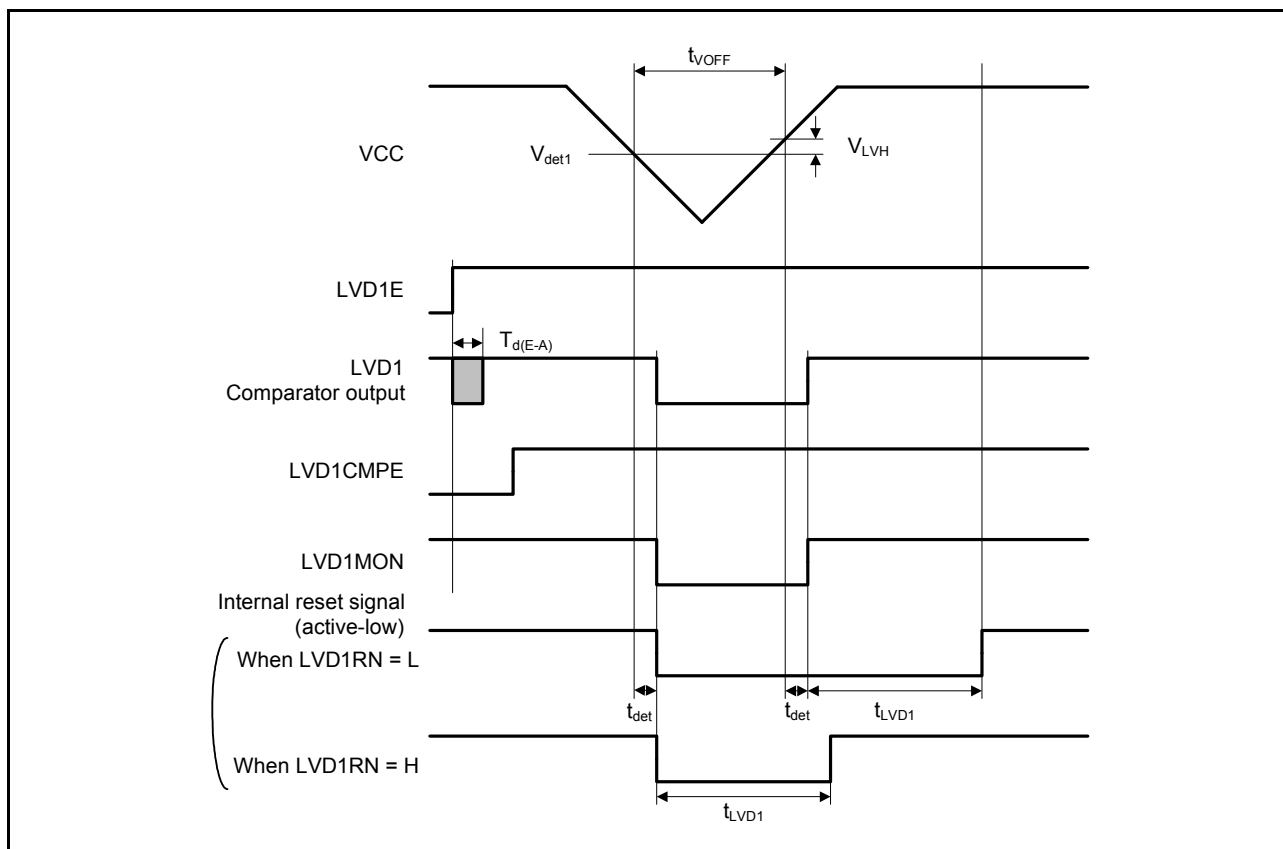 tVOFF
VCC
Vdet1
VLVH
LVD1E
Td(E-A)
LVD1
Comparator output
LVD1CMPE
LVD1MON
Internal reset signal
(active-low)
When LVD1RN = L
tdet
tdet
tLVD1
When LVD1RN = H
tLVD1